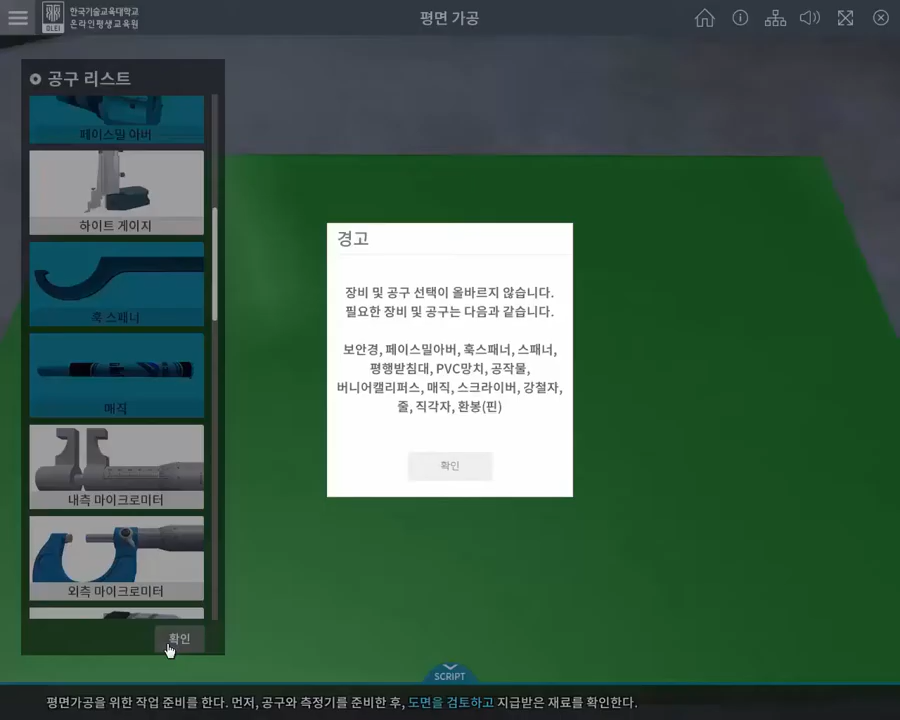 한국기술교육대학교
온라인평생교육원
OLEI
평면 가공
공구 리스트
페이스밀 아버
하이트 게이지
훅 스패너
매직
내측 마이크로미터
외측 마이크로미터
확인
경고
장비 및 공구 선택이 올바르지 않습니다.
필요한 장비 및 공구는 다음과 같습니다.
보안경, 페이스밀아버, 훅스패너, 스패너,
평행받침대, PVC망치, 공작물,
버니어캘리퍼스, 매직, 스크라이버, 강철자,
줄, 직각자, 환봉(핀)
확인
SCRIPT
평면가공을 위한 작업 준비를 한다. 먼저, 공구와 측정기를 준비한 후, 도면을 검토하고 지급받은 재료를 확인한다.